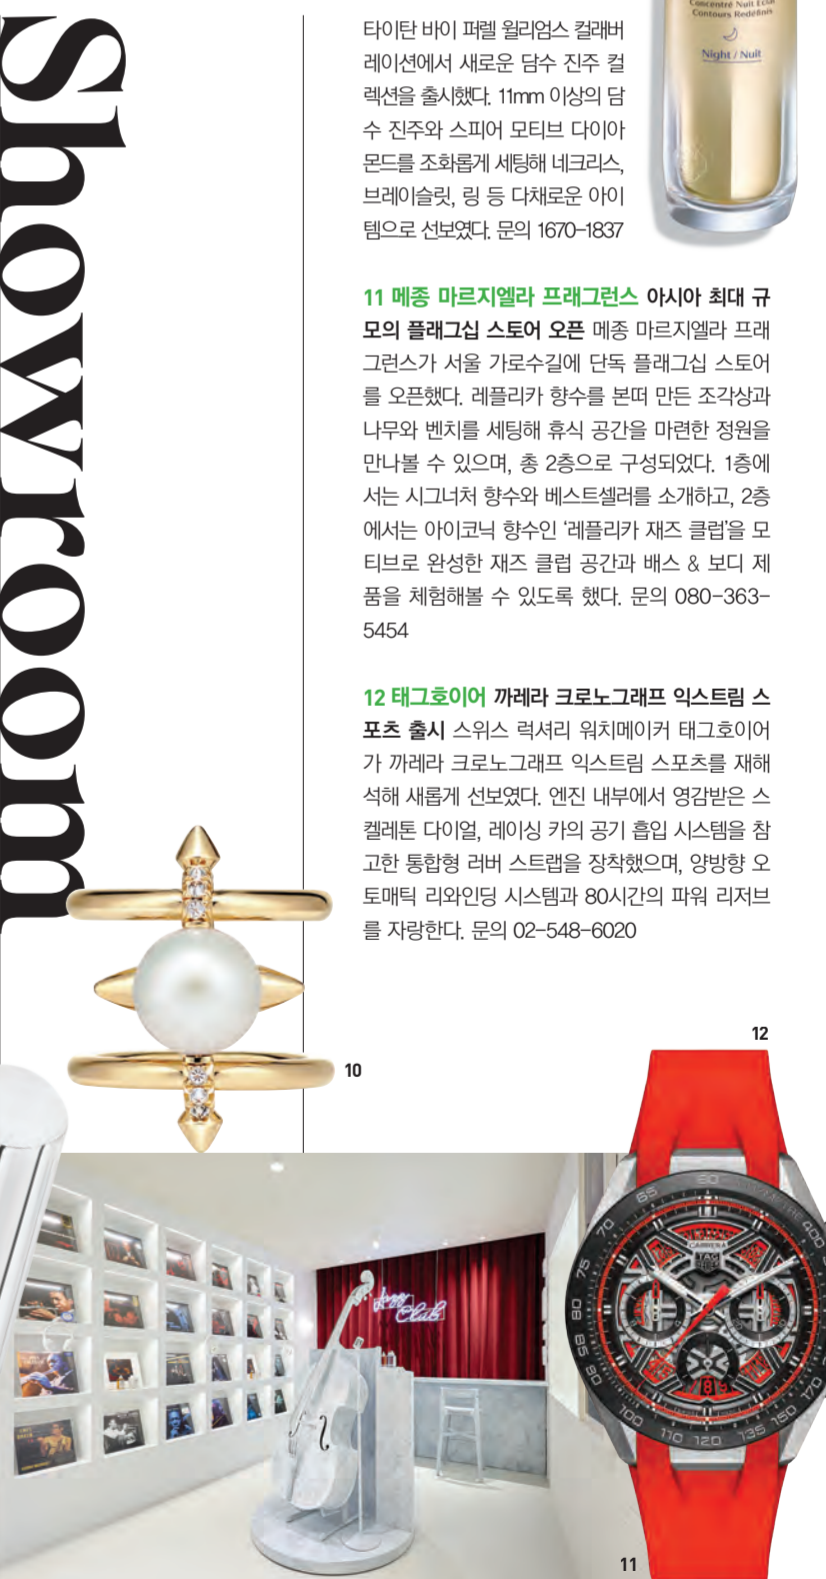 Showroom
타이탄 바이 퍼렐 윌리엄스 컬래버
레이션에서 새로운 담수 진주 컬
렉션을 출시했다. 11mm 이상의 담
수 진주와 스피어 모티브 다이아
몬드를 조화롭게 세팅해 네크리스,
브레이슬릿, 링 등 다채로운 아이
템으로 선보였다. 문의 1670-1837
Concentré Nuit Éclat
Contours Redéfinis
Night / Nuit
11 메종 마르지엘라 프래그런스 아시아 최대 규
모의 플래그십 스토어 오픈 메종 마르지엘라 프래
그런스가 서울 가로수길에 단독 플래그십 스토어
를 오픈했다. 레플리카 향수를 본떠 만든 조각상과
나무와 벤치를 세팅해 휴식 공간을 마련한 정원을
만나볼 수 있으며, 총 2층으로 구성되었다. 1층에
서는 시그너처 향수와 베스트셀러를 소개하고, 2층
에서는 아이코닉 향수인 ‘레플리카 재즈 클럽’을 모
티브로 완성한 재즈 클럽 공간과 배스 & 보디 제
품을 체험해볼 수 있도록 했다. 문의 080-363-
5454
12 태그호이어 까레라 크로노그래프 익스트림 스
포츠 출시 스위스 럭셔리 워치메이커 태그호이어
가 까레라 크로노그래프 익스트림 스포츠를 재해
석해 새롭게 선보였다. 엔진 내부에서 영감받은 스
켈레톤 다이얼, 레이싱 카의 공기 흡입 시스템을 참
고한 통합형 러버 스트랩을 장착했으며, 양방향 오
토매틱 리와인딩 시스템과 80시간의 파워 리저브
를 자랑한다. 문의 02-548-6020
12
10
Jazz
Club
CARRERA
TAG
60
65
70
75
80
85
90
100
110
120
135
150
170
400
8
11